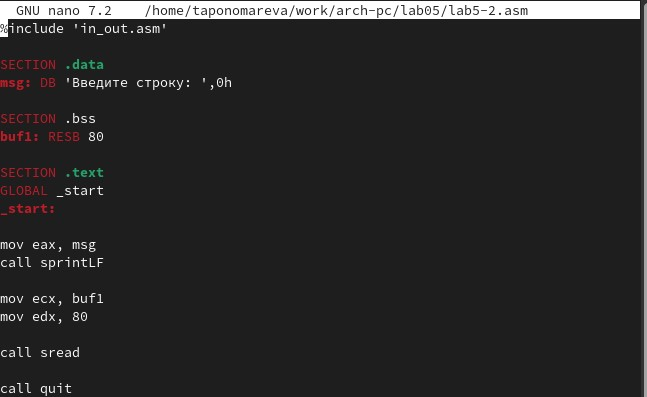 GNU nano 7.2 /home/taponomareva/work/arch-pc/lab05/lab5-2.asm
%include 'in_out.asm'
SECTION .data
msg: DB 'Введите строку: ',0h
SECTION .bss
buf1: RESB 80
SECTION .text
GLOBAL _start
_start:
mov eax, msg
call sprintLF
mov ecx, buf1
mov edx, 80
call sread
call quit